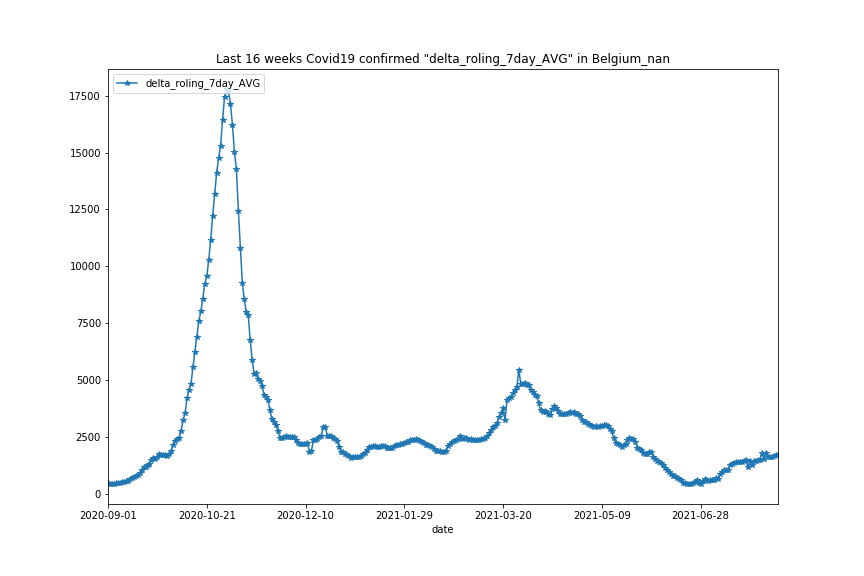 Last 16 weeks Covid19 confirmed "delta_roling_7day_AVG" in Belgium_nan
delta_roling_7day_AVG
17500
15000
12500
10000
7500
5000
2500
0
2020-09-01 2020-10-21 2020-12-10 2021-01-29 2021-03-20 2021-05-09 2021-06-28
date